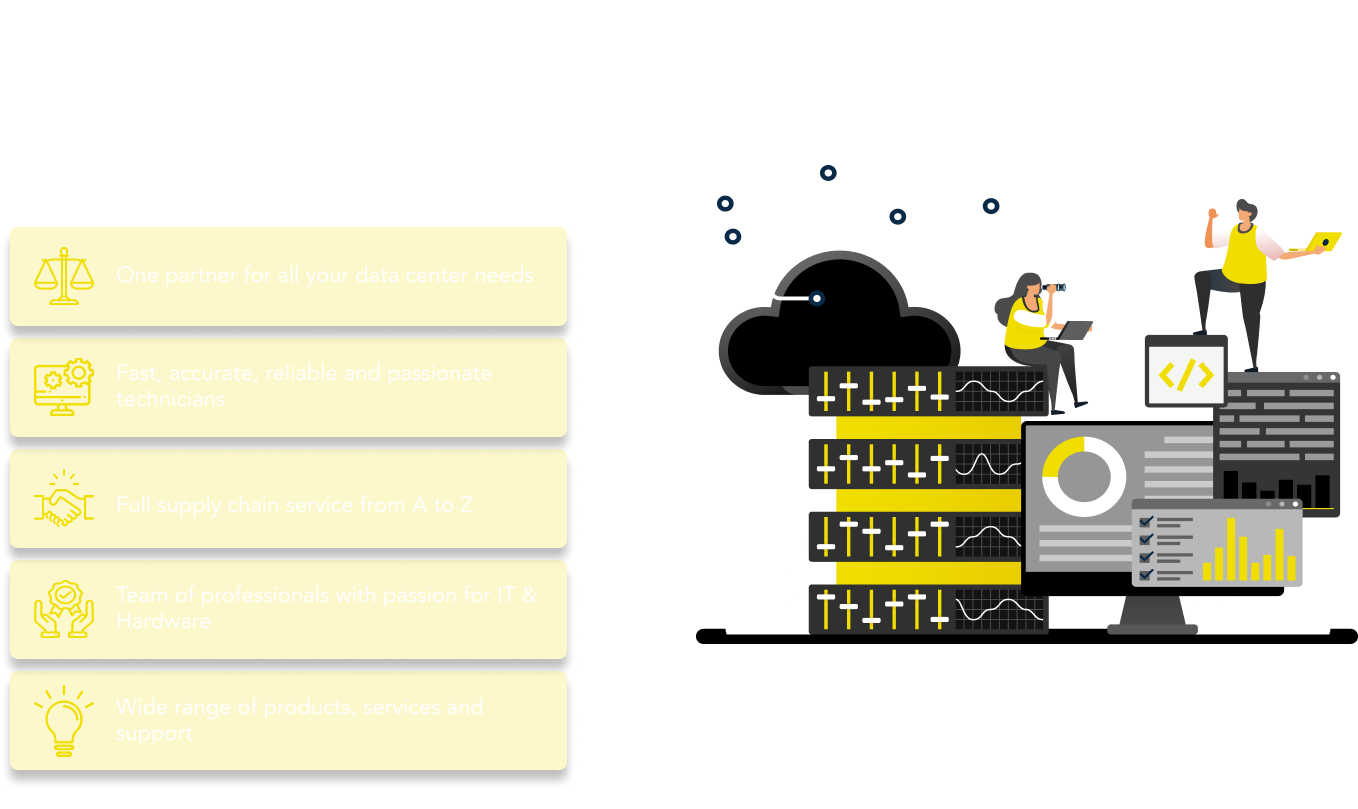 One partner for all your data center needs
Fast, accurate, reliable and passionate
technicians
Full supply chain service from A to Z
Team of professionals with passion for IT &
Hardware
Wide range of products, services and
support